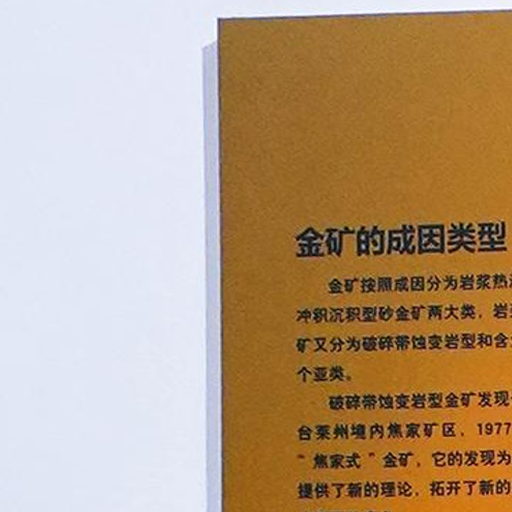 金矿的成因类型
金矿按照成因分为岩浆热
冲积沉积型砂金矿两大类，岩
矿又分为破碎带蚀变岩型和含
个亚类。
破碎带蚀变岩型金矿发现
台莱州境内焦家矿区，1977
“焦家式”金矿，它的发现为
提供了新的理论，拓开了新的